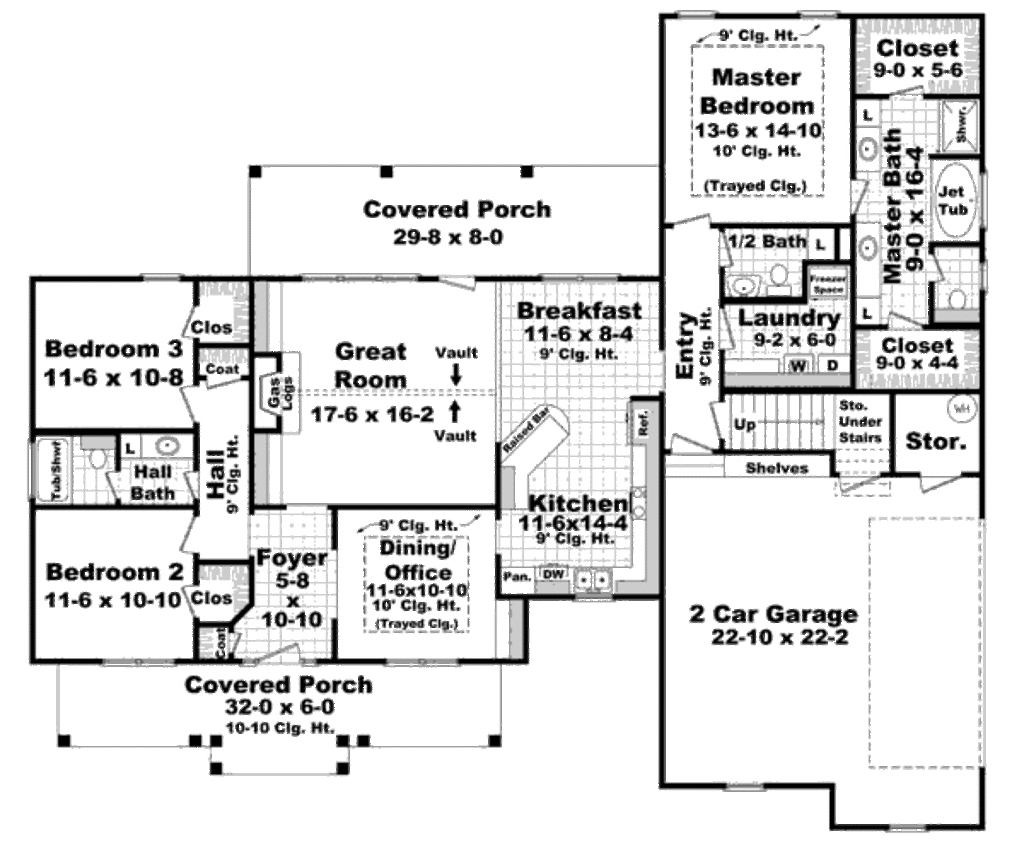 9' Clg. Ht.
Master
Bedroom
13-6 x 14-10
10' Clg. Ht.
(Trayed Clg.)
Closet
9-0 x 5-6
L
Shwr.
Master Bath
9-0 x 16-4
Jet
Tub
L
Closet
9-0 x 4-4
Covered Porch
29-8 x 8-0
1/2 Bath
L
Freezer
Space
Laundry
9-2 x 6-0
W
D
Entry
9' Clg. Ht.
Bedroom 3
11-6 x 10-8
Clos
Coat
Gas
Logs
Great
Room
17-6 x 16-2
Vault
Vault
Breakfast
11-6 x 8-4
9' Clg. Ht.
Raised Bar
Ref.
Up
Sto.
Under
Stairs
WH
Stor.
Shelves
Tub/Shwr
L
Hall
Bath
Hall
9' Clg. Ht.
Kitchen
11-6x14-4
9' Clg. Ht.
Pan.
DW
Bedroom 2
11-6 x 10-10
Clos
Coat
Foyer
5-8
x
10-10
9' Clg. Ht.
Dining/
Office
11-6x10-10
10' Clg. Ht.
(Trayed Clg.)
2 Car Garage
22-10 x 22-2
Covered Porch
32-0 x 6-0
10-10 Clg. Ht.